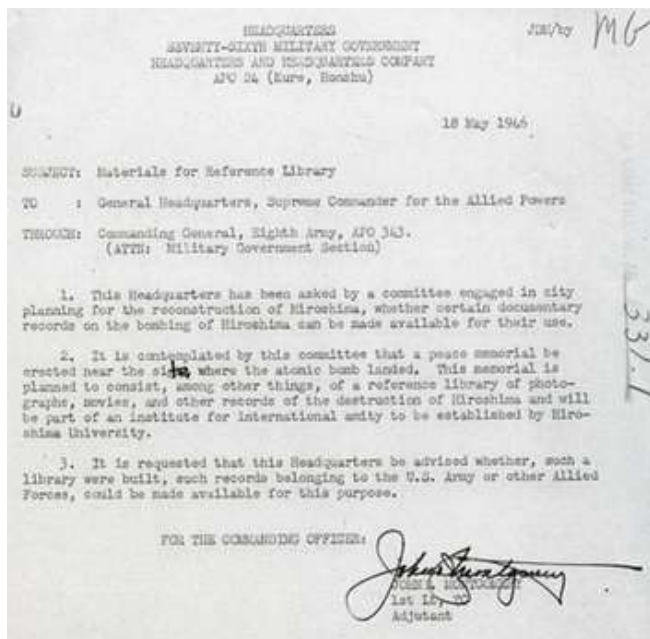 HEADQUARTERS
SEVENTY-SIXTH MILITARY GOVERNMENT
HEADQUARTERS AND HEADQUARTERS COMPANY
APO 24 (Kure, Honshu)
MG
18 May 1946
SUBJECT: Materials for Reference Library
TO : General Headquarters, Supreme Commander for the Allied Powers
THROUGH: Commanding General, Eighth Army, APO 343.
(ATTN: Military Government Section)
1. This Headquarters has been asked by a committee engaged in city
planning for the reconstruction of Hiroshima, whether certain documentary
records on the bombing of Hiroshima can be made available for their use.
2. It is contemplated by this committee that a peace memorial be
erected near the site, where the atomic bomb landed. This memorial is
planned to consist, among other things, of a reference library of photo-
graphs, movies, and other records of the destruction of Hiroshima and will
be part of an institute for international amity to be established by Hiro-
shima University.
3. It is requested that this Headquarters be advised whether, such a
library were built, such records belonging to the U.S. Army or other Allied
Forces, could be made available for this purpose.
FOR THE COMMANDING OFFICER:
JOHN D. MONTGOMERY
1st Lt,
Adjutant